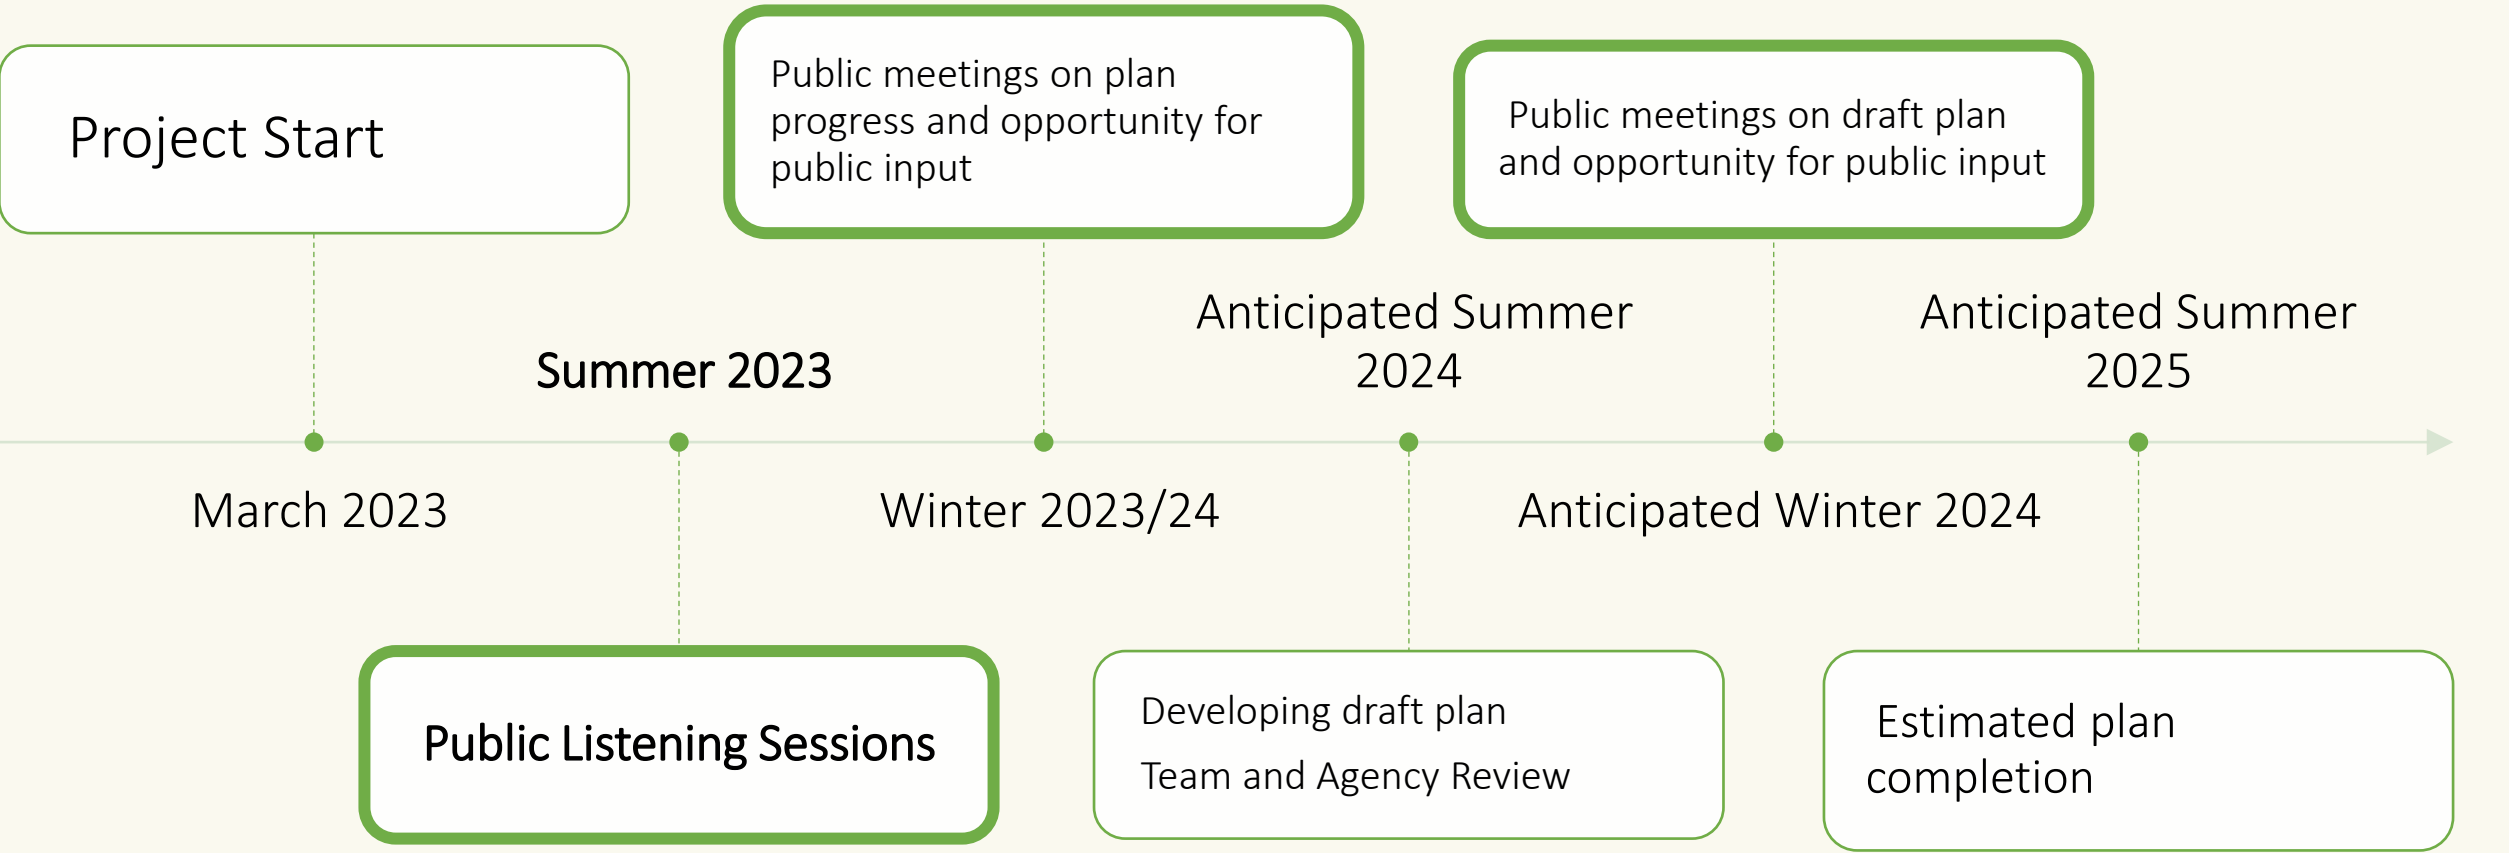 Project Start
Public meetings on plan
progress and opportunity for
public input
Public meetings on draft plan
and opportunity for public input
Summer 2023
Anticipated Summer
2024
Anticipated Summer
2025
March 2023
Winter 2023/24
Anticipated Winter 2024
Public Listening Sessions
Developing draft plan
Team and Agency Review
Estimated plan
completion